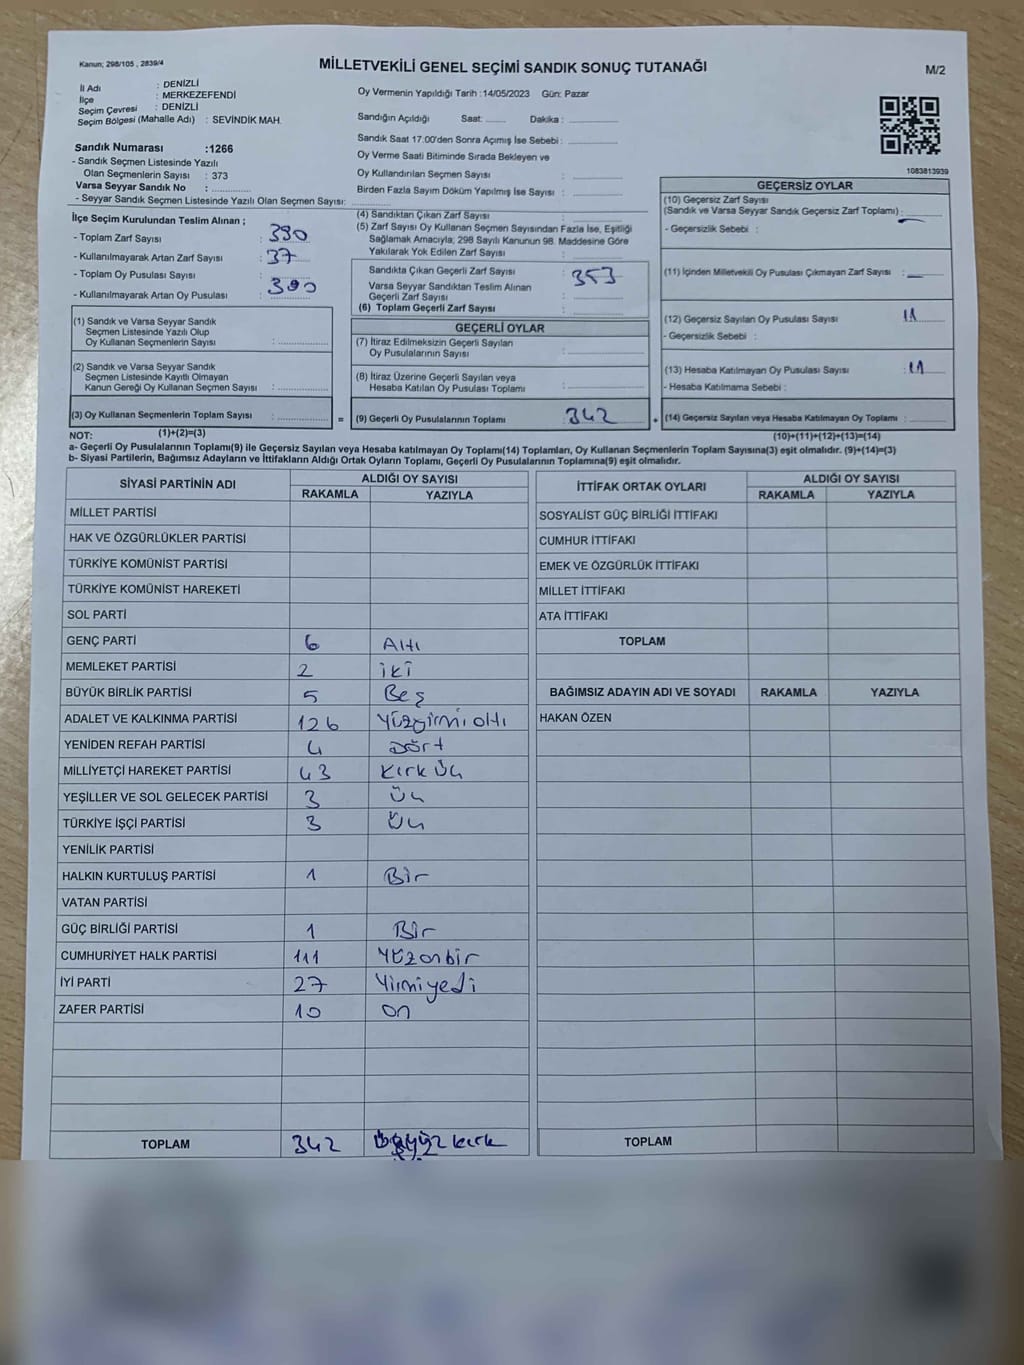 Kanun; 298/105 , 2839/4
MİLLETVEKİLİ GENEL SEÇİMİ SANDIK SONUÇ TUTANAĞI
M/2
İl Adı : DENİZLİ
İlçe : MERKEZEFENDİ
Seçim Çevresi : DENİZLİ
Seçim Bölgesi (Mahalle Adı) : SEVİNDİK MAH.
Sandık Numarası :1266
- Sandık Seçmen Listesinde Yazılı
Olan Seçmenlerin Sayısı : 373
Varsa Seyyar Sandık No :
- Seyyar Sandık Seçmen Listesinde Yazılı Olan Seçmen Sayısı:
Oy Vermenin Yapıldığı Tarih :14/05/2023 Gün: Pazar
Sandığın Açıldığı Saat: Dakika :
Sandık Saat 17.00'den Sonra Açımış İse Sebebi :
Oy Verme Saati Bitiminde Sırada Bekleyen ve
Oy Kullandırılan Seçmen Sayısı :
Birden Fazla Sayım Döküm Yapılmış İse Sayısı :
1083813939
İlçe Seçim Kurulundan Teslim Alınan ;
- Toplam Zarf Sayısı : 390
- Kullanılmayarak Artan Zarf Sayısı : 37
- Toplam Oy Pusulası Sayısı : 390
- Kullanılmayarak Artan Oy Pusulası :
(1) Sandık ve Varsa Seyyar Sandık
Seçmen Listesinde Yazılı Olup
Oy Kullanan Seçmenlerin Sayısı :
(2) Sandık ve Varsa Seyyar Sandık
Seçmen Listesinde Kayıtlı Olmayan
Kanun Gereği Oy Kullanan Seçmen Sayısı :
(3) Oy Kullanan Seçmenlerin Toplam Sayısı :
(1)+(2)=(3)
(4) Sandıktan Çıkan Zarf Sayısı :
(5) Zarf Sayısı Oy Kullanan Seçmen Sayısından Fazla İse, Eşitliği
Sağlamak Amacıyla; 298 Sayılı Kanunun 98. Maddesine Göre
Yakılarak Yok Edilen Zarf Sayısı :
Sandıkta Çıkan Geçerli Zarf Sayısı : 353
Varsa Seyyar Sandıktan Teslim Alınan
Geçerli Zarf Sayısı :
(6) Toplam Geçerli Zarf Sayısı :
GEÇERLİ OYLAR
(7) İtiraz Edilmeksizin Geçerli Sayılan
Oy Pusulalarının Sayısı :
(8) İtiraz Üzerine Geçerli Sayılan veya
Hesaba Katılan Oy Pusulası Toplamı :
= (9) Geçerli Oy Pusulalarının Toplamı 342 +
GEÇERSİZ OYLAR
(10) Geçersiz Zarf Sayısı
(Sandık ve Varsa Seyyar Sandık Geçersiz Zarf Toplamı) :
- Geçersizlik Sebebi :
(11) İçinden Milletvekili Oy Pusulası Çıkmayan Zarf Sayısı :
(12) Geçersiz Sayılan Oy Pusulası Sayısı 11
- Geçersizlik Sebebi :
(13) Hesaba Katılmayan Oy Pusulası Sayısı : 11
- Hesaba Katılmama Sebebi :
(14) Geçersiz Sayılan veya Hesaba Katılmayan Oy Toplamı :
(10)+(11)+(12)+(13)=(14)
NOT:
a- Geçerli Oy Pusulalarının Toplamı(9) ile Geçersiz Sayılan veya Hesaba katılmayan Oy Toplamı(14) Toplamları, Oy Kullanan Seçmenlerin Toplam Sayısına(3) eşit olmalıdır. (9)+(14)=(3)
b- Siyasi Partilerin, Bağımsız Adayların ve İttifakların Aldığı Ortak Oyların Toplamı, Geçerli Oy Pusulalarının Toplamına(9) eşit olmalıdır.
SİYASİ PARTİNİN ADI ALDIĞI OY SAYISI
RAKAMLA YAZIYLA
MİLLET PARTİSİ
HAK VE ÖZGÜRLÜKLER PARTİSİ
TÜRKİYE KOMÜNİST PARTİSİ
TÜRKİYE KOMÜNİST HAREKETİ
SOL PARTİ
GENÇ PARTİ 6 Altı
MEMLEKET PARTİSİ 2 iki
BÜYÜK BİRLİK PARTİSİ 5 Beş
ADALET VE KALKINMA PARTİSİ 126 Yüzyirmi altı
YENİDEN REFAH PARTİSİ 4 Dört
MİLLİYETÇİ HAREKET PARTİSİ 43 Kırk Üç
YEŞİLLER VE SOL GELECEK PARTİSİ 3 Üç
TÜRKİYE İŞÇİ PARTİSİ 3 Üç
YENİLİK PARTİSİ
HALKIN KURTULUŞ PARTİSİ 1 Bir
VATAN PARTİSİ
GÜÇ BİRLİĞİ PARTİSİ 1 Bir
CUMHURİYET HALK PARTİSİ 111 Yüzonbir
İYİ PARTİ 27 Yirmiyedi
ZAFER PARTİSİ 10 On
TOPLAM 342 kırk
İTTİFAK ORTAK OYLARI ALDIĞI OY SAYISI
RAKAMLA YAZIYLA
SOSYALİST GÜÇ BİRLİĞİ İTTİFAKI
CUMHUR İTTİFAKI
EMEK VE ÖZGÜRLÜK İTTİFAKI
MİLLET İTTİFAKI
ATA İTTİFAKI
TOPLAM
BAĞIMSIZ ADAYIN ADI VE SOYADI RAKAMLA YAZIYLA
HAKAN ÖZEN
TOPLAM